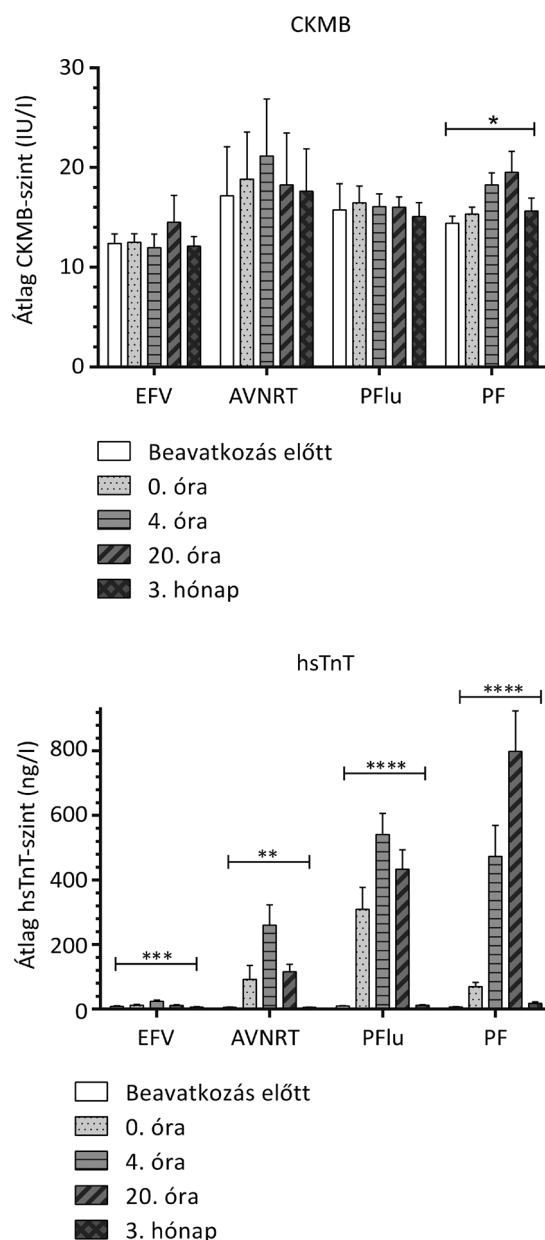 CKMB
Átlag CKMB-szint (IU/l)
30
20
10
0
*
EFV AVNRT PFlu PF
Beavatkozás előtt
0. óra
4. óra
20. óra
3. hónap
hsTnT
Átlag hsTnT-szint (ng/l)
800
600
400
200
0
***
**
****
****
EFV AVNRT PFlu PF
Beavatkozás előtt
0. óra
4. óra
20. óra
3. hónap